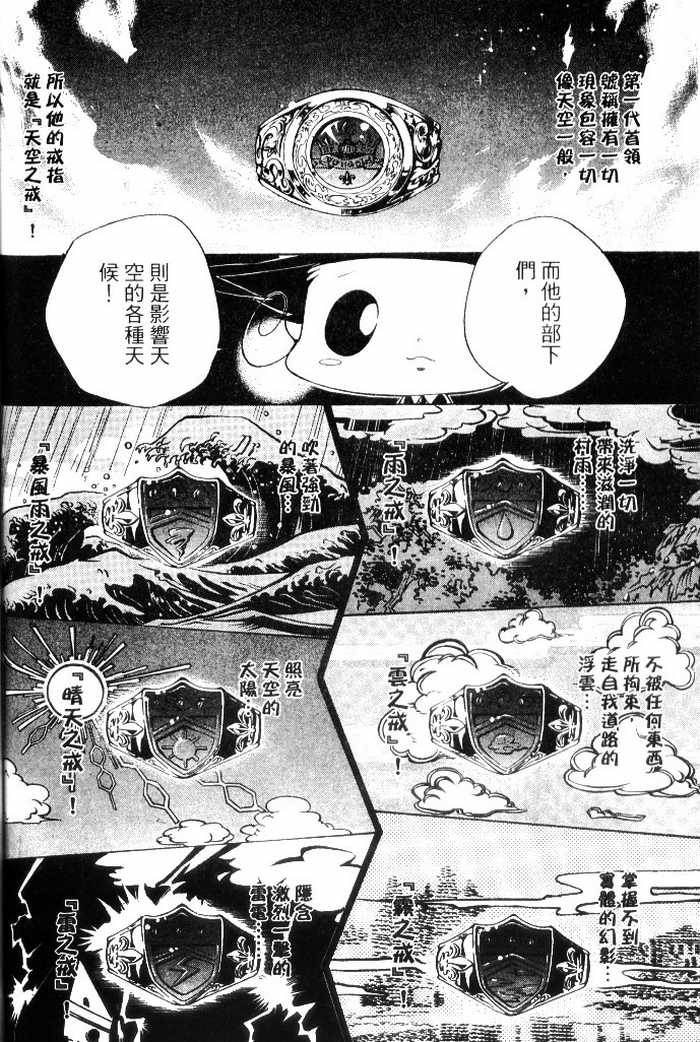 第一代首領
號稱擁有一切
現象包容一切
像天空一般，
所以他的戒指
就是『天空之戒』！
而他的部下
們，
則是影響天
空的各種天
候！
洗淨一切
帶來滋潤的
村雨…
『雨之戒』！
吹著強勁
的暴風…
『暴風雨之戒』！
不被任何東西
所拘束
走自我道路的
浮雲…
『雲之戒』！
照亮
天空的
太陽…
『晴天之戒』！
掌握不到
實體的幻影…
『霧之戒』！
隱含
激烈一擊的
雷電…
『雷之戒』！